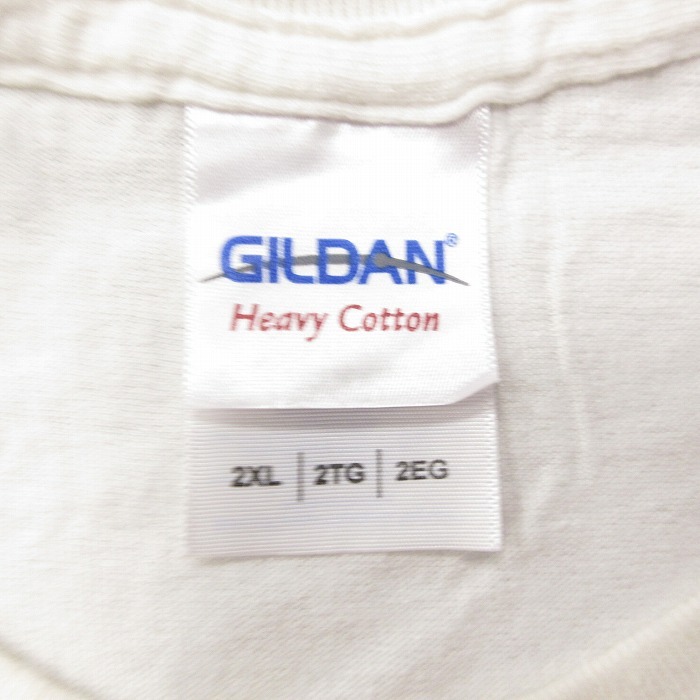 GILDAN®
Heavy Cotton
2XL | 2TG | 2EG